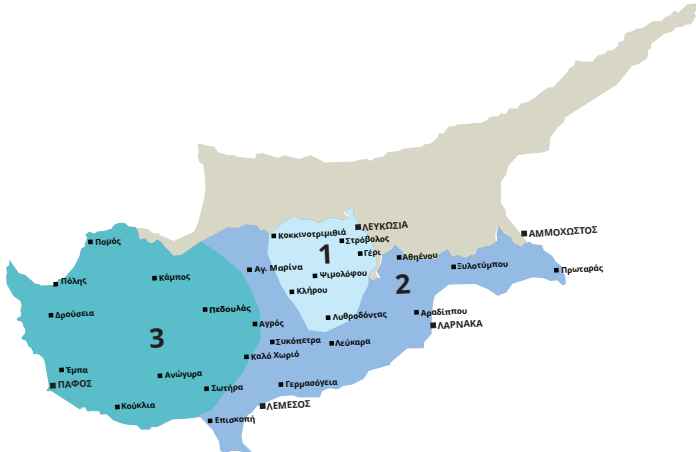 ΛΕΥΚΩΣΙΑ
Κοκκινοτριμιθιά
Στρόβολος
ΑΜΜΟΧΩΣΤΟΣ
Πομός
1
Γέρι
Αθηένου
Αγ. Μαρίνα
Ξυλοτύμπου
Πρωταράς
Πόλης
Κάμπος
Ψιμολόφου
2
Κλήρου
Δρούσεια
Πεδουλάς
Λυθροδόντας
Αραδίππου
Αγρός
ΛΑΡΝΑΚΑ
3
Συκόπετρα
Λεύκαρα
Καλό Χωριό
Έμπα
Ανώγυρα
ΠΑΦΟΣ
Σωτήρα
Γερμασόγεια
Κούκλια
ΛΕΜΕΣΟΣ
Επισκοπή